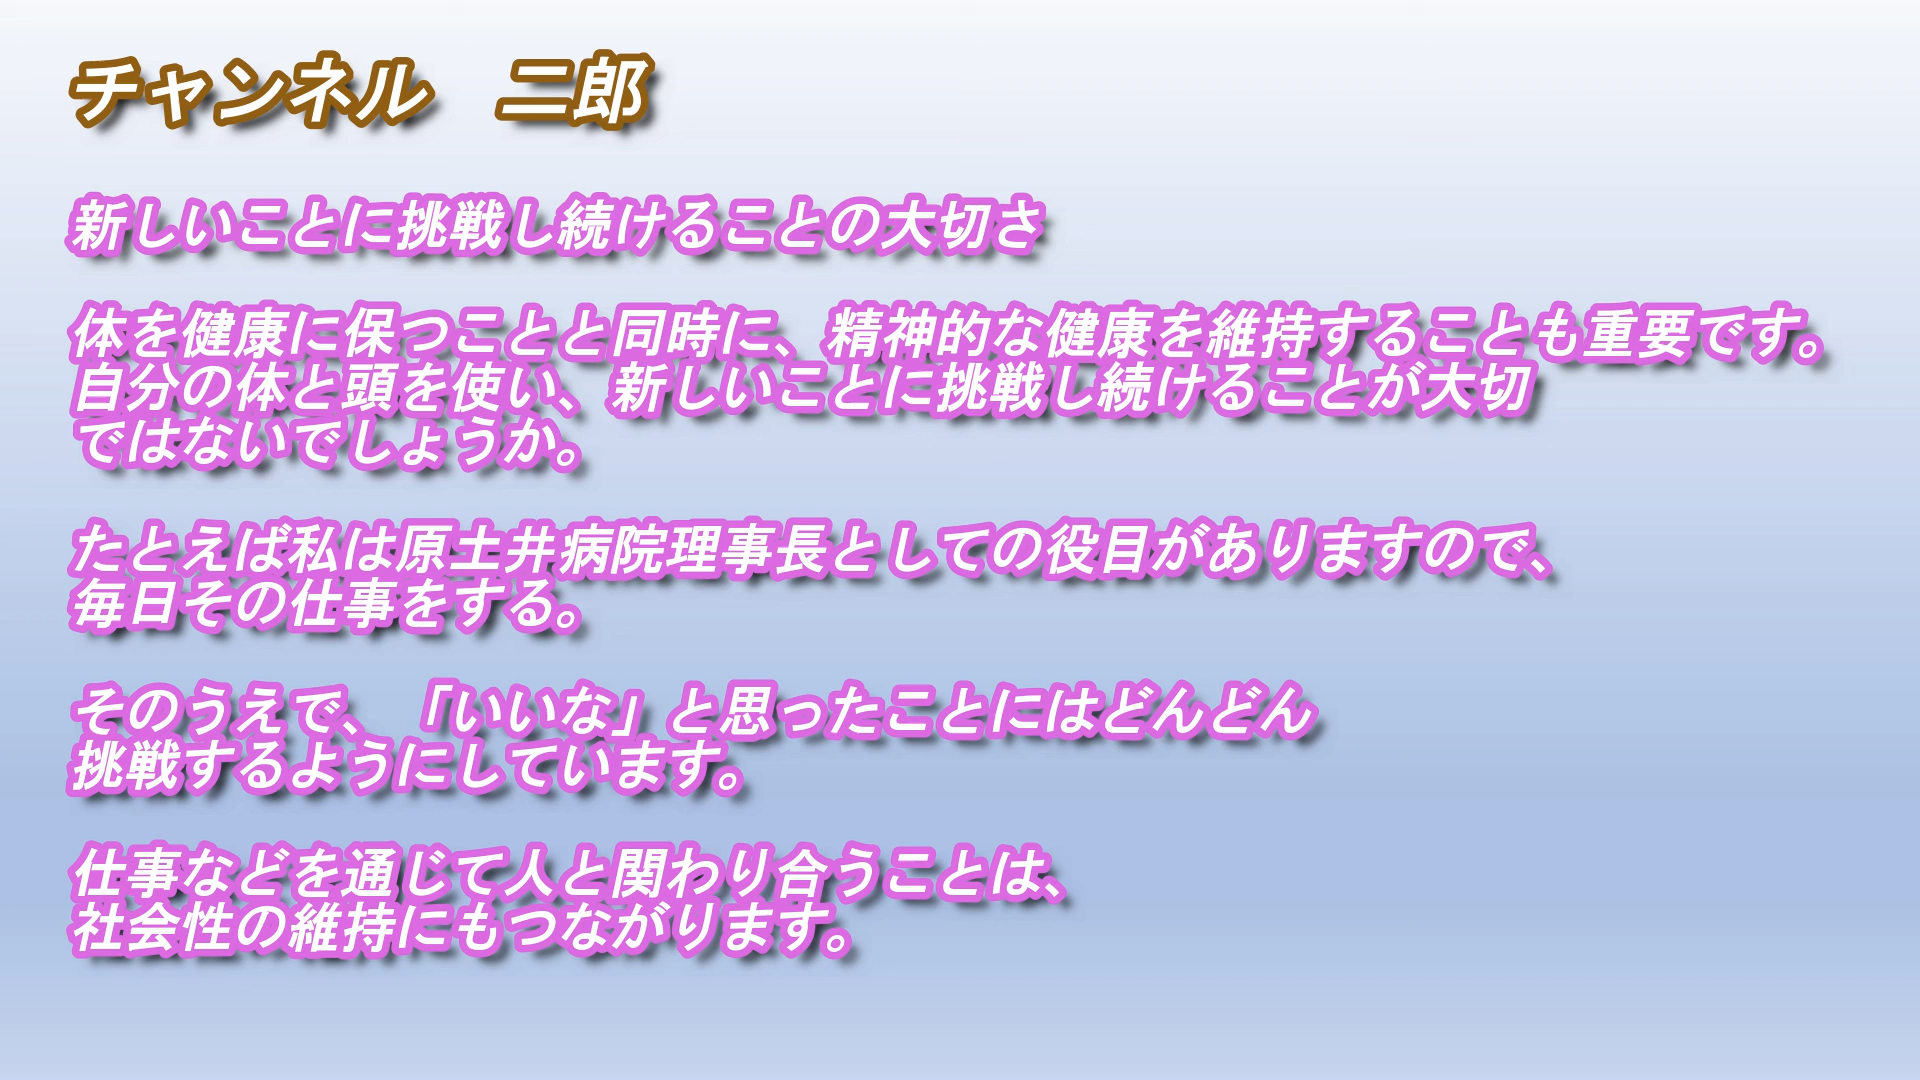 チャンネル　二郎
新しいことに挑戦し続けることの大切さ
体を健康に保つことと同時に、精神的な健康を維持することも重要です。
自分の体と頭を使い、新しいことに挑戦し続けることが大切
ではないでしょうか。
たとえば私は原土井病院理事長としての役目がありますので、
毎日その仕事をする。
そのうえで、「いいな」と思ったことにはどんどん
挑戦するようにしています。
仕事などを通じて人と関わり合うことは、
社会性の維持にもつながります。